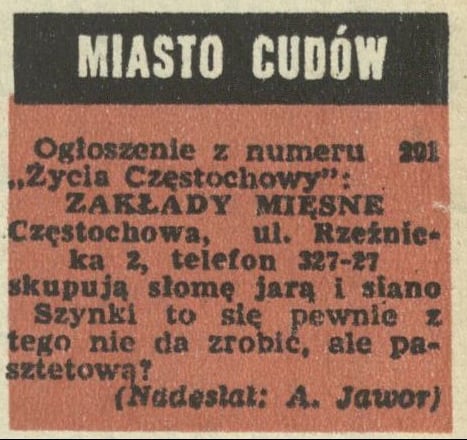 MIASTO CUDÓW
Ogłoszenie z numeru 291
„Życia Częstochowy”:
ZAKŁADY MIĘSNE
Częstochowa, ul. Rzeźnic-
ka 2, telefon 327-27
skupują słomę jarą i siano
Szynki to się pewnie z
tego nie da zrobić, ale pa-
sztetową?
(Nadesłał: A. Jawor)